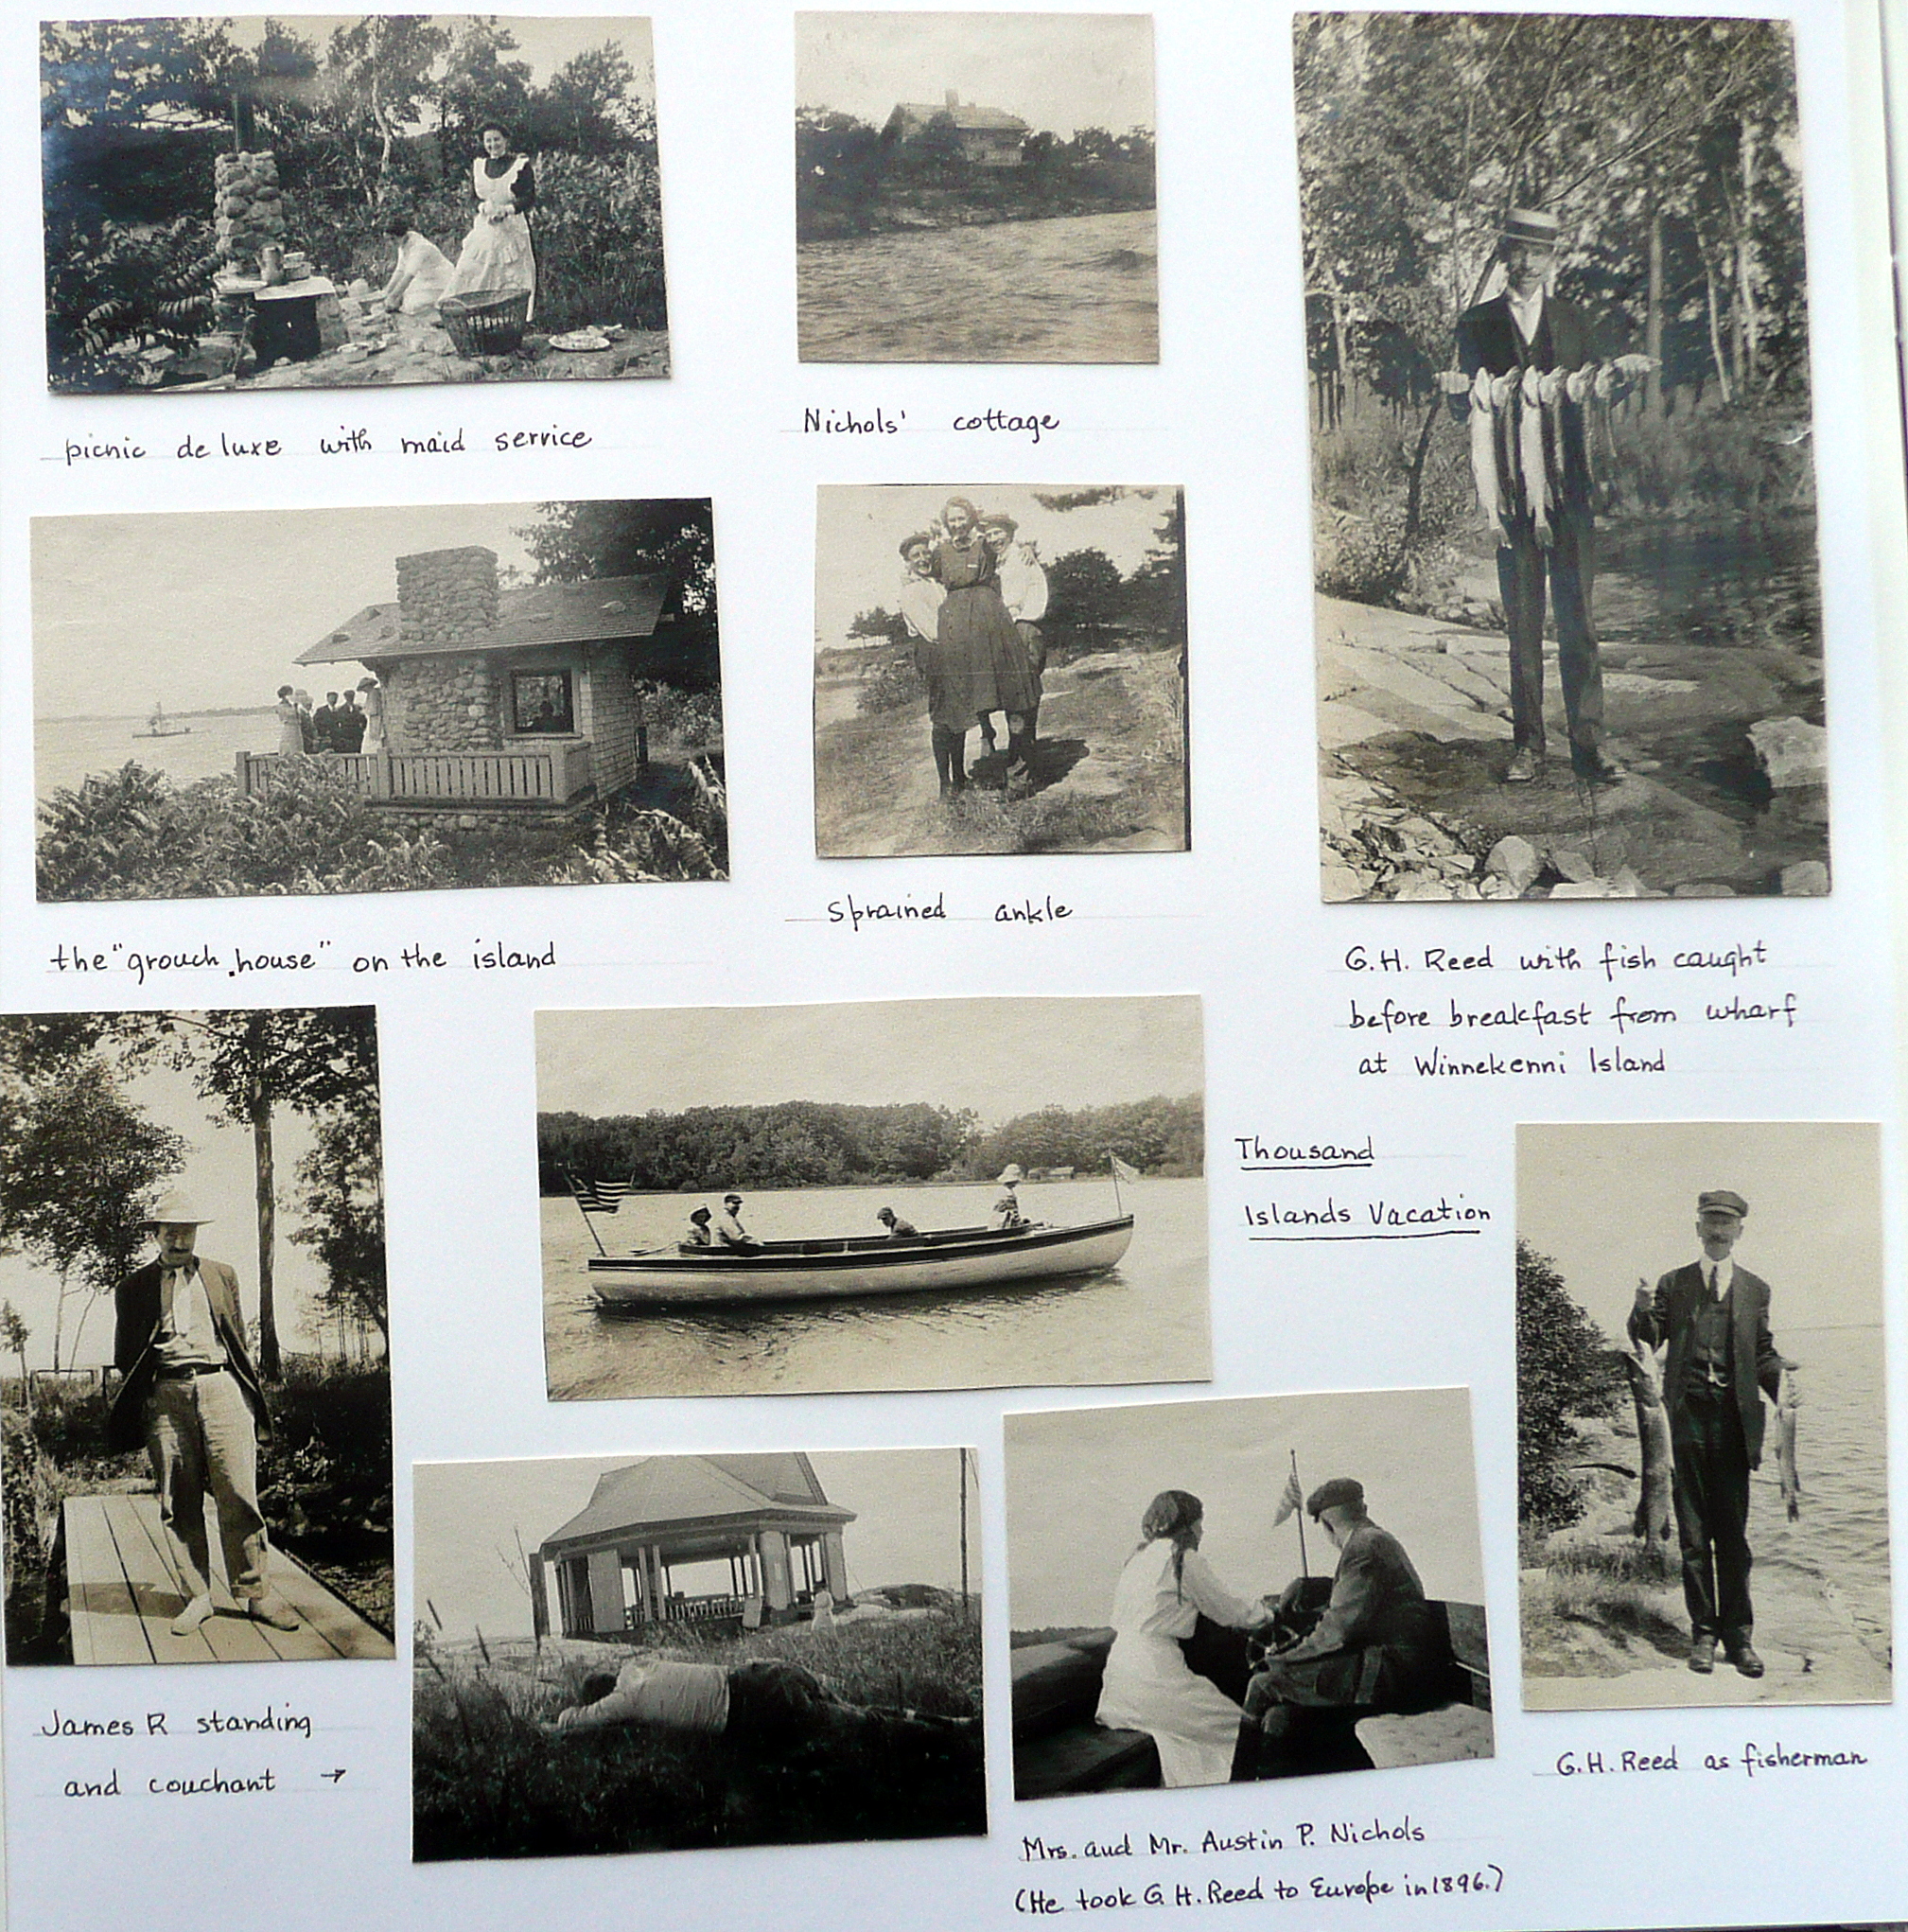 picnic de luxe with maid service
Nichols' cottage
the "grouch house" on the island
Sprained ankle
G.H. Reed with fish caught
before breakfast from wharf
at Winnekenni Island
Thousand
Islands Vacation
James R standing
and couchant →
Mrs. and Mr. Austin P. Nichols
(He took G.H. Reed to Europe in 1896.)
G.H. Reed as fisherman